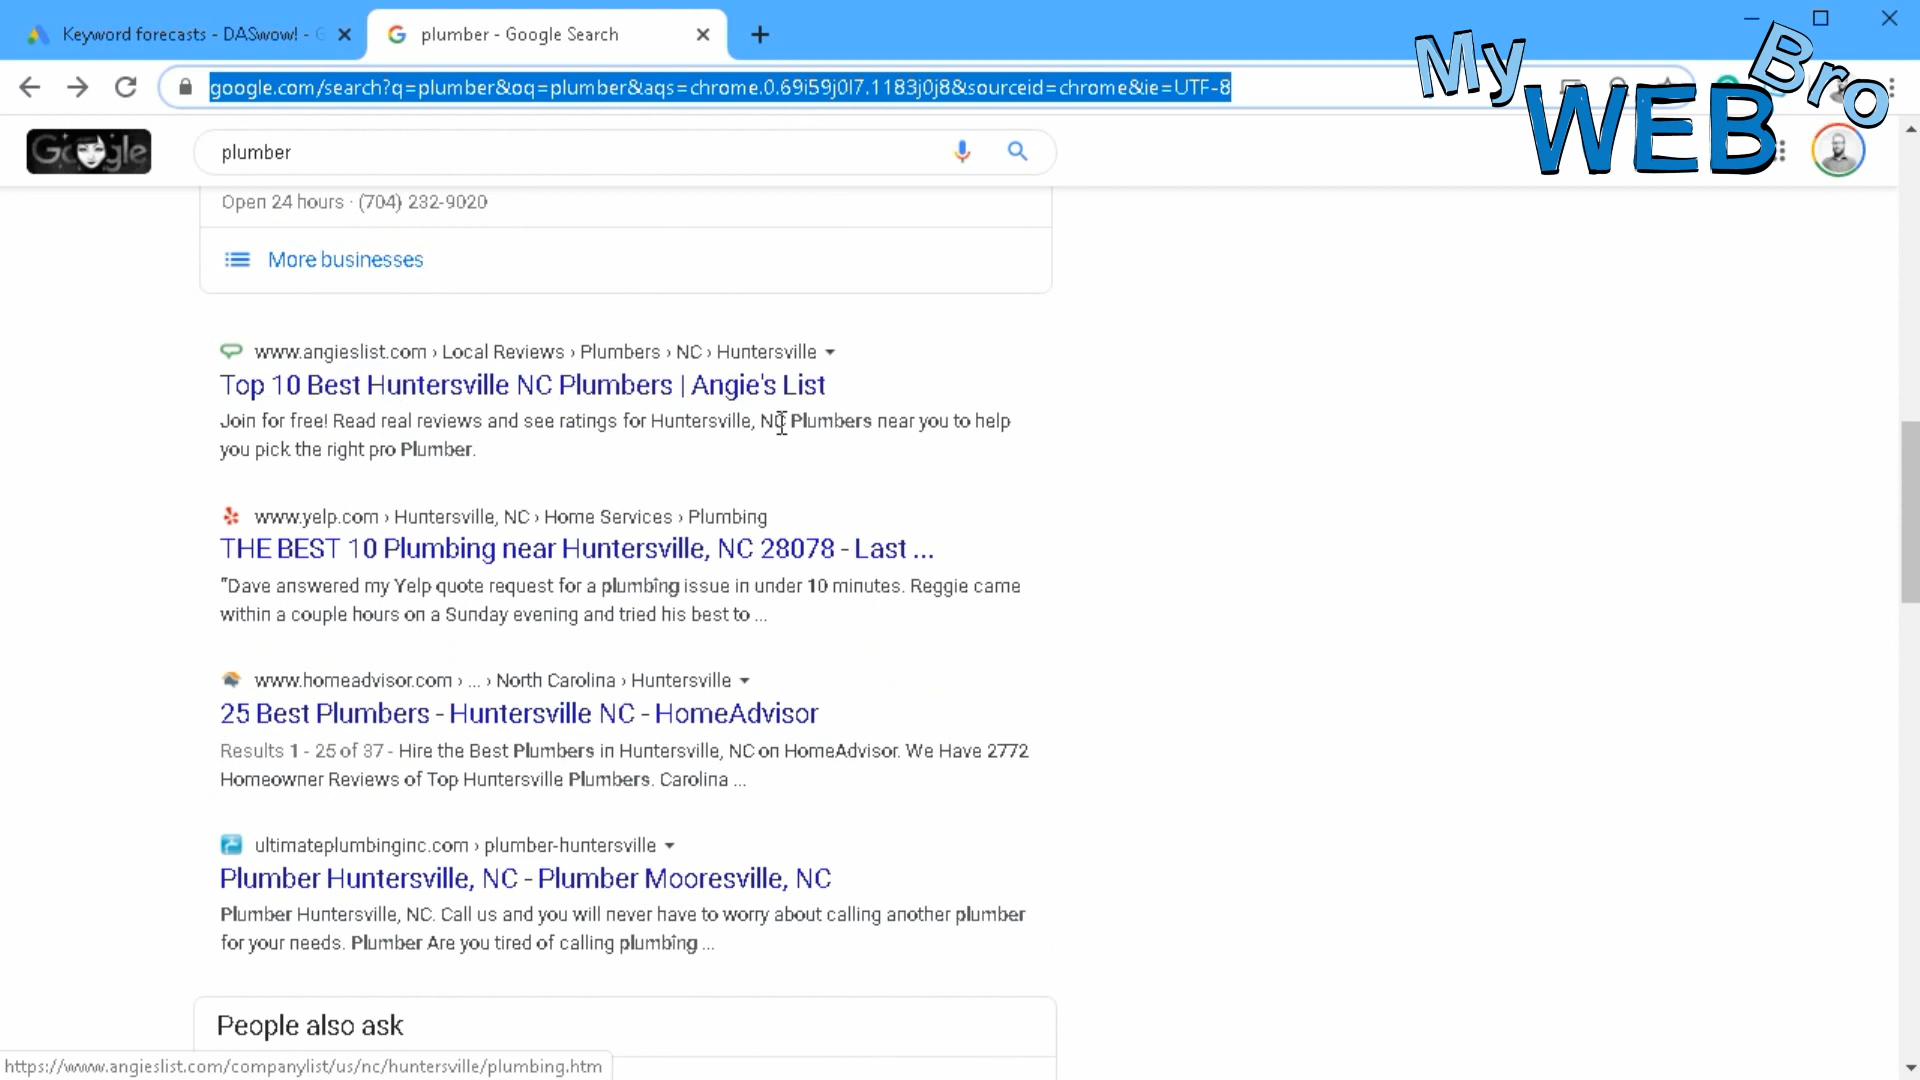 Keyword forecasts - DASwow! - G
plumber - Google Search
google.com/search?q=plumber&oq=plumber&aqs=chrome.0.69i59j0l7.1183j0j8&sourceid=chrome&ie=UTF-8
My WEB Bro
Google
plumber
Open 24 hours · (704) 232-9020
More businesses
www.angieslist.com › Local Reviews › Plumbers › NC › Huntersville
Top 10 Best Huntersville NC Plumbers | Angie's List
Join for free! Read real reviews and see ratings for Huntersville, NC Plumbers near you to help
you pick the right pro Plumber.
www.yelp.com › Huntersville, NC › Home Services › Plumbing
THE BEST 10 Plumbing near Huntersville, NC 28078 - Last ...
"Dave answered my Yelp quote request for a plumbing issue in under 10 minutes. Reggie came
within a couple hours on a Sunday evening and tried his best to ...
www.homeadvisor.com › ... › North Carolina › Huntersville
25 Best Plumbers - Huntersville NC - HomeAdvisor
Results 1 - 25 of 37 - Hire the Best Plumbers in Huntersville, NC on HomeAdvisor. We Have 2772
Homeowner Reviews of Top Huntersville Plumbers. Carolina ...
ultimateplumbinginc.com › plumber-huntersville
Plumber Huntersville, NC - Plumber Mooresville, NC
Plumber Huntersville, NC. Call us and you will never have to worry about calling another plumber
for your needs. Plumber Are you tired of calling plumbing ...
People also ask
https://www.angieslist.com/companylist/us/nc/huntersville/plumbing.htm